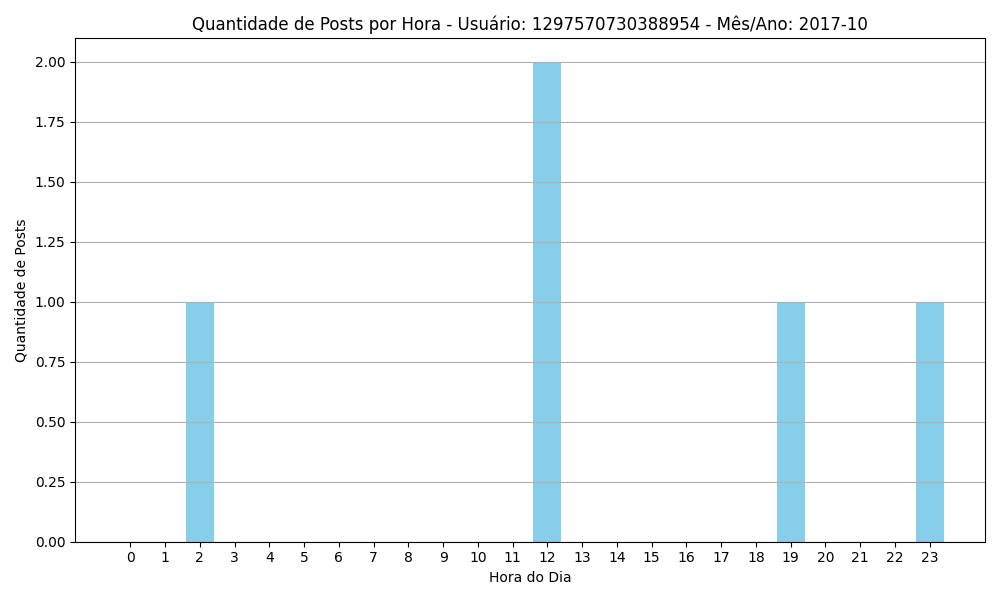 Quantidade de Posts por Hora - Usuário: 1297570730388954 - Mês/Ano: 2017-10
Quantidade de Posts
2.00
1.75
1.50
1.25
1.00
0.75
0.50
0.25
0.00
0 1 2 3 4 5 6 7 8 9 10 11 12 13 14 15 16 17 18 19 20 21 22 23
Hora do Dia